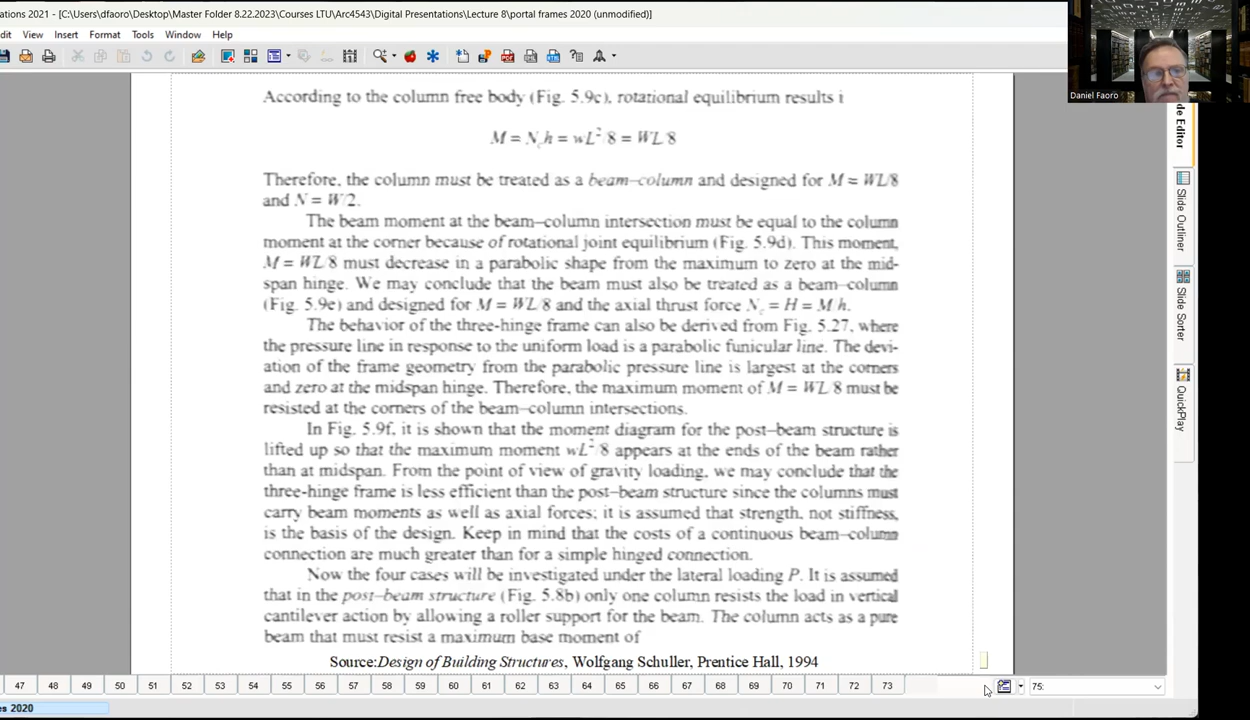 ations 2021 - [C:\Users\dfaoro\Desktop\Master Folder 8.22.2023\Courses LTU\Arc4543\Digital Presentations\Lecture 8\portal frames 2020 (unmodified)]
dit View Insert Format Tools Window Help
Daniel Faoro
According to the column free body (Fig. 5.9c), rotational equilibrium results i
M = N_c h = wL²/8 = WL/8
Therefore, the column must be treated as a beam–column and designed for M = WL/8
and N = W/2.
The beam moment at the beam–column intersection must be equal to the column
moment at the corner because of rotational joint equilibrium (Fig. 5.9d). This moment,
M = WL/8 must decrease in a parabolic shape from the maximum to zero at the mid-
span hinge. We may conclude that the beam must also be treated as a beam–column
(Fig. 5.9e) and designed for M = WL/8 and the axial thrust force N_c = H = M/h.
The behavior of the three-hinge frame can also be derived from Fig. 5.27, where
the pressure line in response to the uniform load is a parabolic funicular line. The devi-
ation of the frame geometry from the parabolic pressure line is largest at the corners
and zero at the midspan hinge. Therefore, the maximum moment of M = WL/8 must be
resisted at the corners of the beam–column intersections.
In Fig. 5.9f, it is shown that the moment diagram for the post–beam structure is
lifted up so that the maximum moment wL²/8 appears at the ends of the beam rather
than at midspan. From the point of view of gravity loading, we may conclude that the
three-hinge frame is less efficient than the post–beam structure since the columns must
carry beam moments as well as axial forces; it is assumed that strength, not stiffness,
is the basis of the design. Keep in mind that the costs of a continuous beam–column
connection are much greater than for a simple hinged connection.
Now the four cases will be investigated under the lateral loading P. It is assumed
that in the post–beam structure (Fig. 5.8b) only one column resists the load in vertical
cantilever action by allowing a roller support for the beam. The column acts as a pure
beam that must resist a maximum base moment of
Source:Design of Building Structures, Wolfgang Schuller, Prentice Hall, 1994
de Editor
Slide Outliner
Slide Sorter
QuickPlay
47 48 49 50 51 52 53 54 55 56 57 58 59 60 61 62 63 64 65 66 67 68 69 70 71 72 73
75:
es 2020